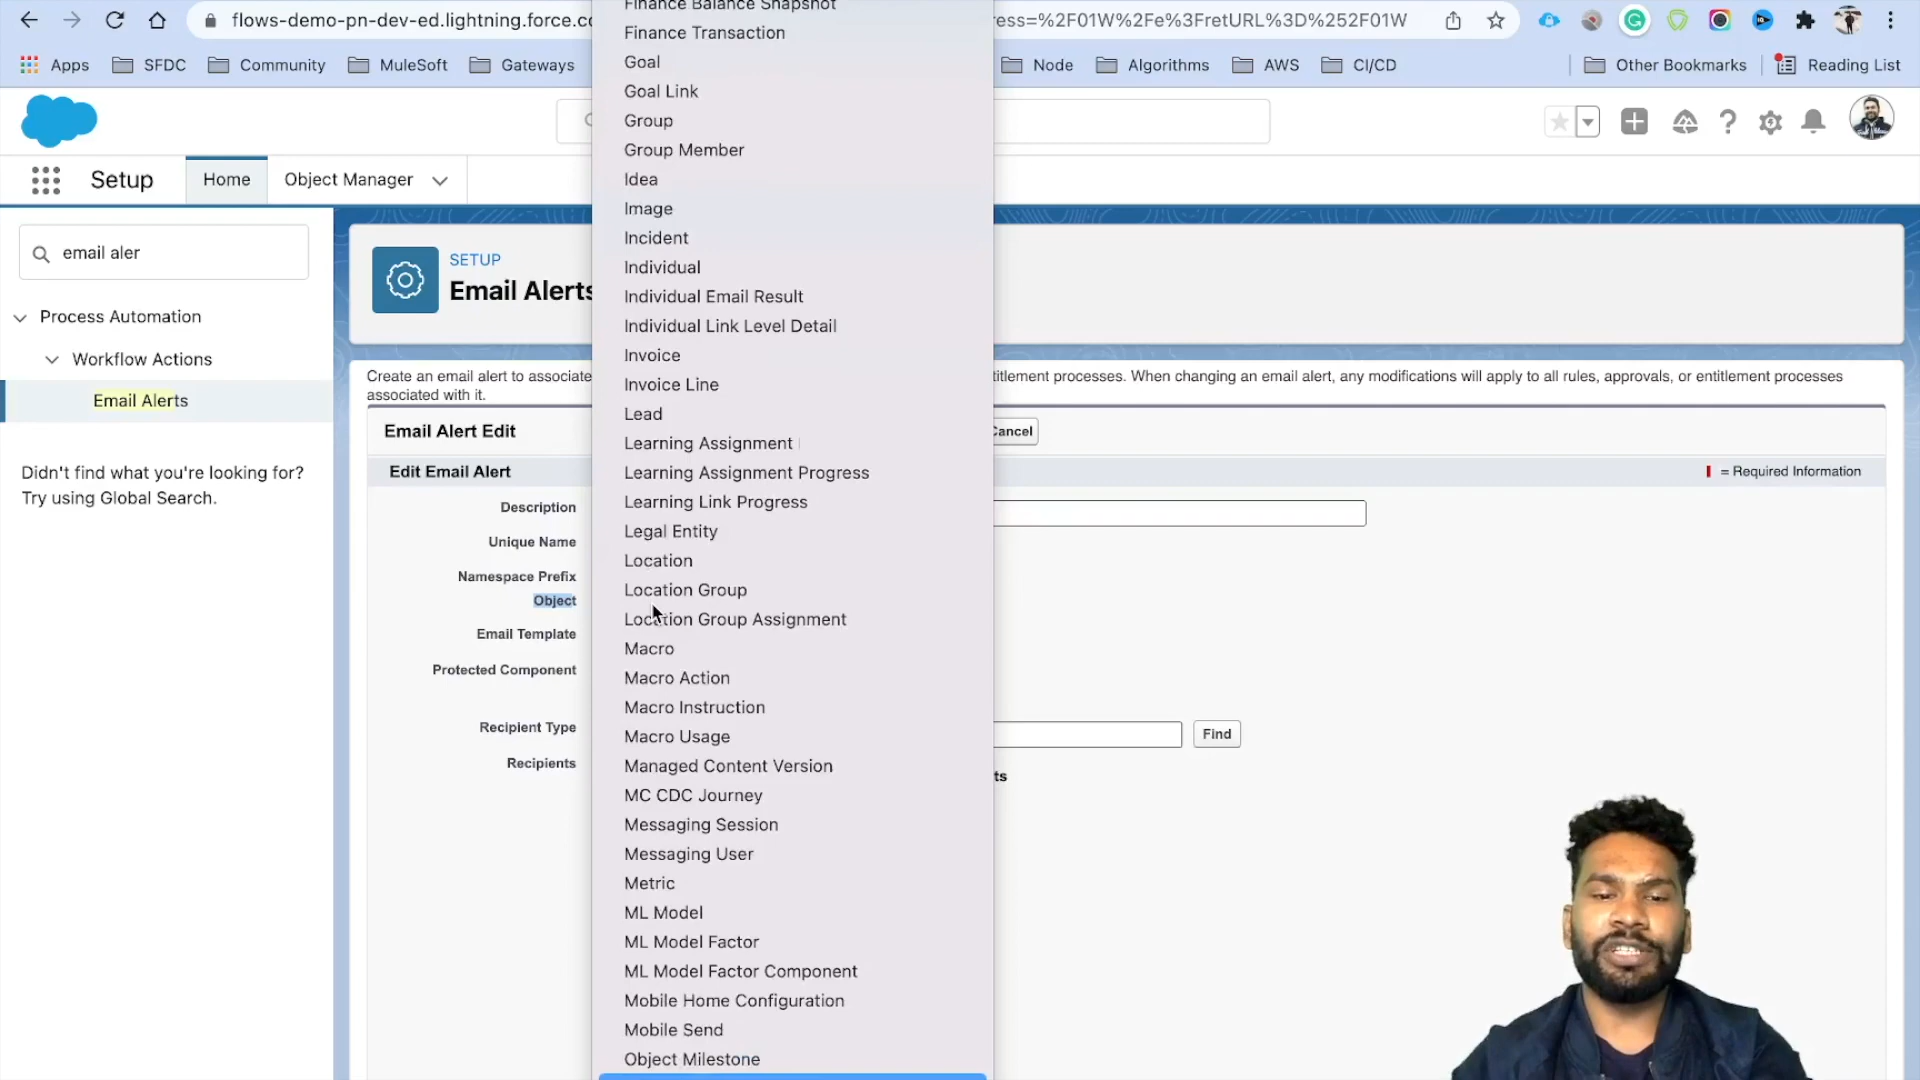 flows-demo-pn-dev-ed.lightning.force.co
ress=%2F01W%2Fe%3FretURL%3D%252F01W
Apps
SFDC
Community
MuleSoft
Gateways
Node
Algorithms
AWS
CI/CD
Other Bookmarks
Reading List
Setup
Home
Object Manager
email aler
Process Automation
Workflow Actions
Email Alerts
Didn't find what you're looking for?
Try using Global Search.
SETUP
Email Alerts
Create an email alert to associate
titlement processes. When changing an email alert, any modifications will apply to all rules, approvals, or entitlement processes
associated with it.
Email Alert Edit
Cancel
Edit Email Alert
= Required Information
Description
Unique Name
Namespace Prefix
Object
Email Template
Protected Component
Recipient Type
Find
Recipients
ts
Finance Balance Snapshot
Finance Transaction
Goal
Goal Link
Group
Group Member
Idea
Image
Incident
Individual
Individual Email Result
Individual Link Level Detail
Invoice
Invoice Line
Lead
Learning Assignment
Learning Assignment Progress
Learning Link Progress
Legal Entity
Location
Location Group
Location Group Assignment
Macro
Macro Action
Macro Instruction
Macro Usage
Managed Content Version
MC CDC Journey
Messaging Session
Messaging User
Metric
ML Model
ML Model Factor
ML Model Factor Component
Mobile Home Configuration
Mobile Send
Object Milestone